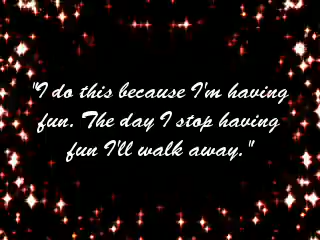 "I do this because I'm having
fun. The day I stop having
fun I'll walk away."